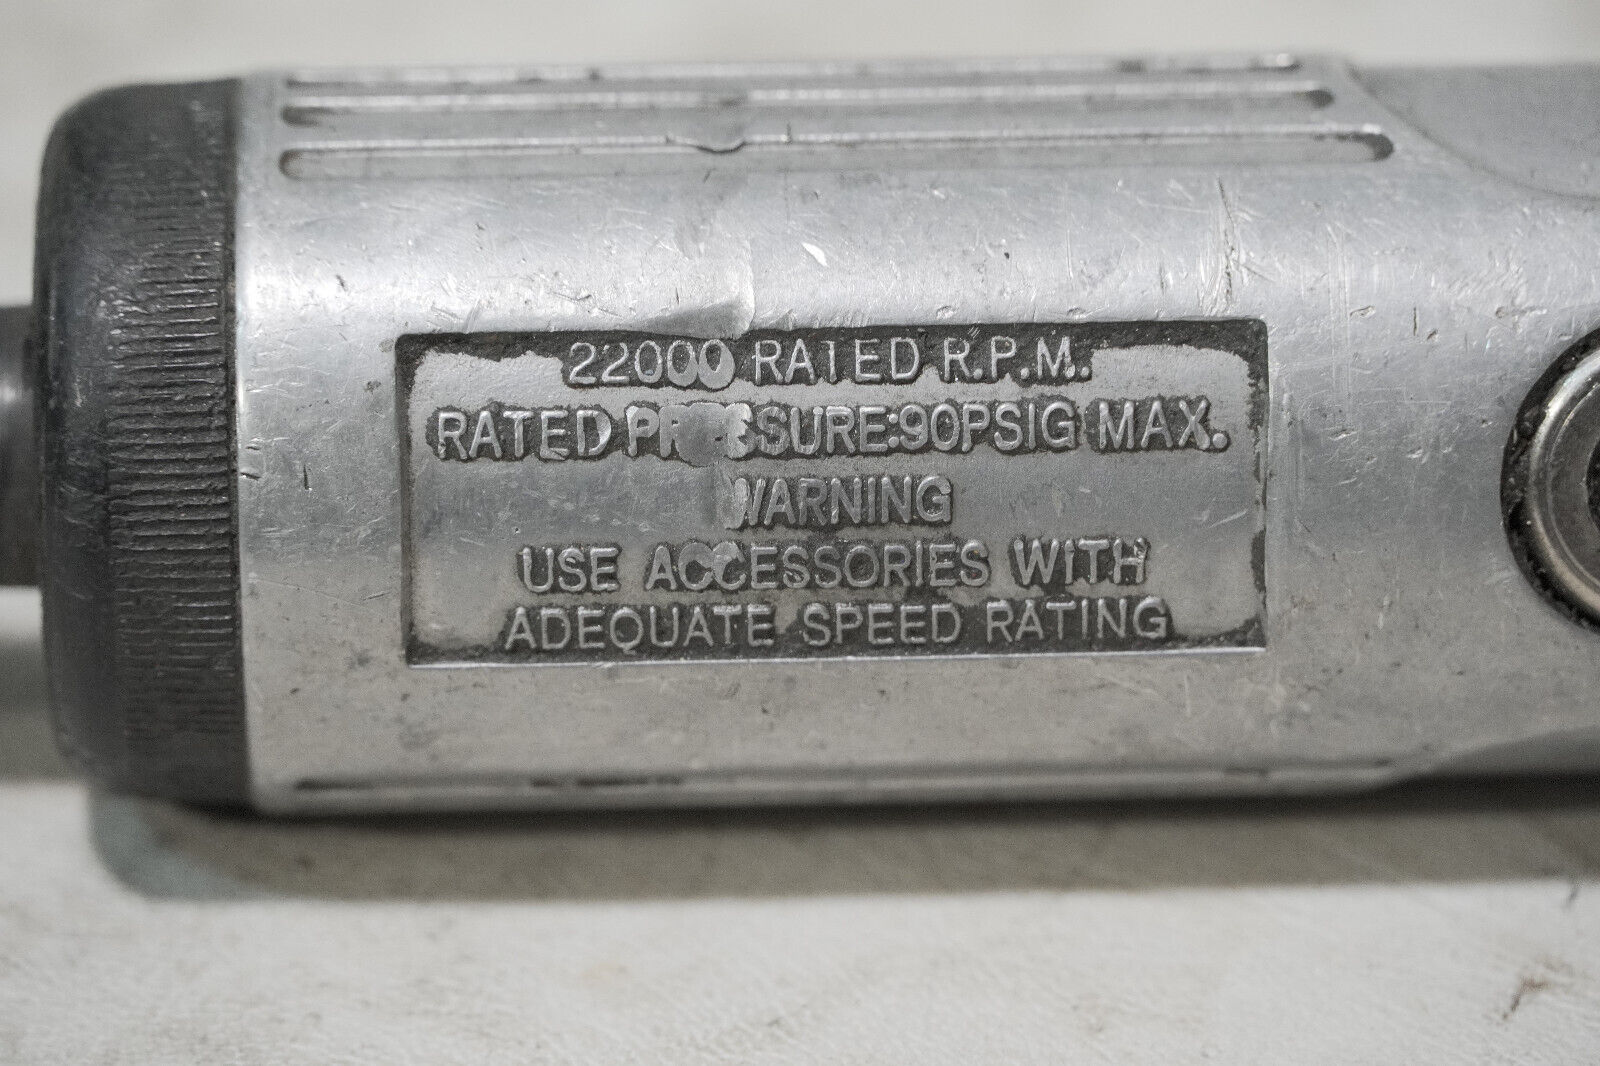 22000 RATED R.P.M.
RATED PRESSURE:90PSIG MAX.
WARNING
USE ACCESSORIES WITH
ADEQUATE SPEED RATING